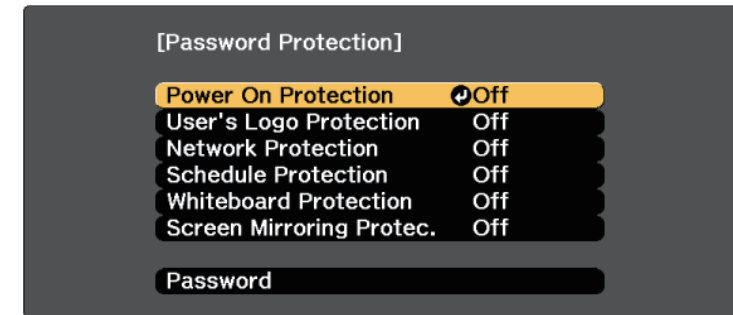 [Password Protection]
Power On Protection Off
User's Logo Protection Off
Network Protection Off
Schedule Protection Off
Whiteboard Protection Off
Screen Mirroring Protec. Off
Password